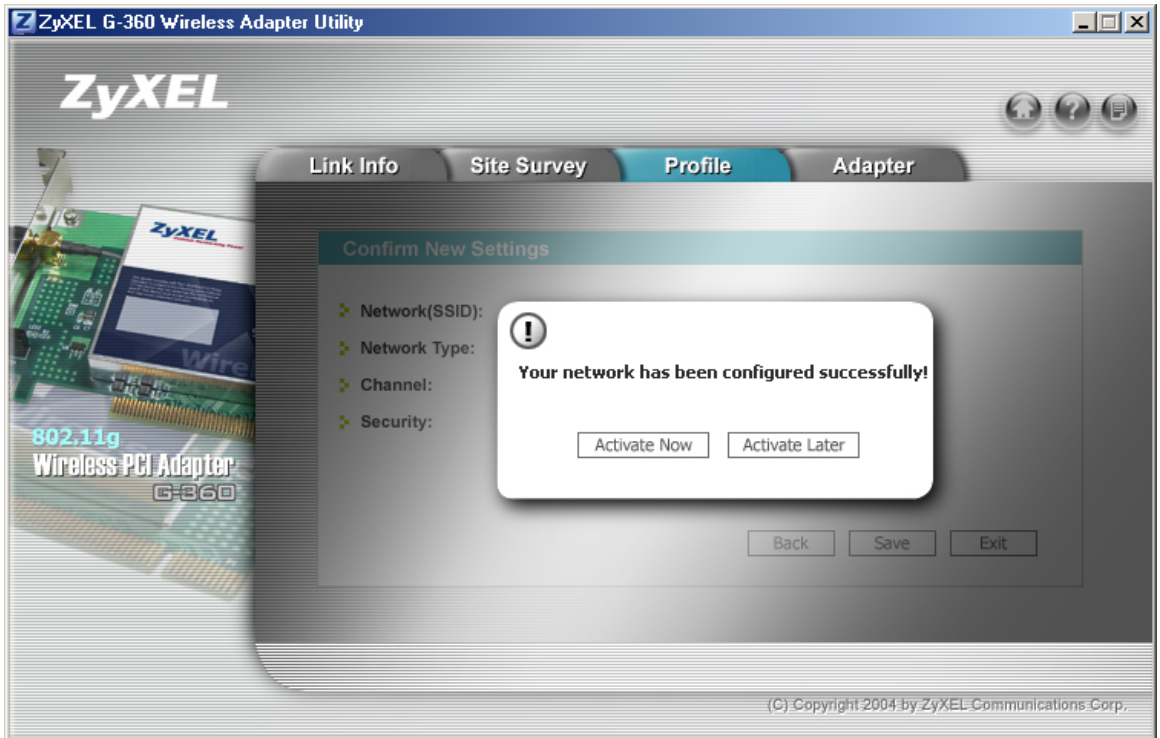 ZyXEL G-360 Wireless Adapter Utility
ZyXEL
Link Info
Site Survey
Profile
Adapter
ZyXEL
Confirm New Settings
Network(SSID):
Network Type:
Channel:
Security:
Your network has been configured successfully!
Activate Now
Activate Later
Wire
802.11g
Wireless PCI Adapter
G-360
Back
Save
Exit
(C) Copyright 2004 by ZyXEL Communications Corp.